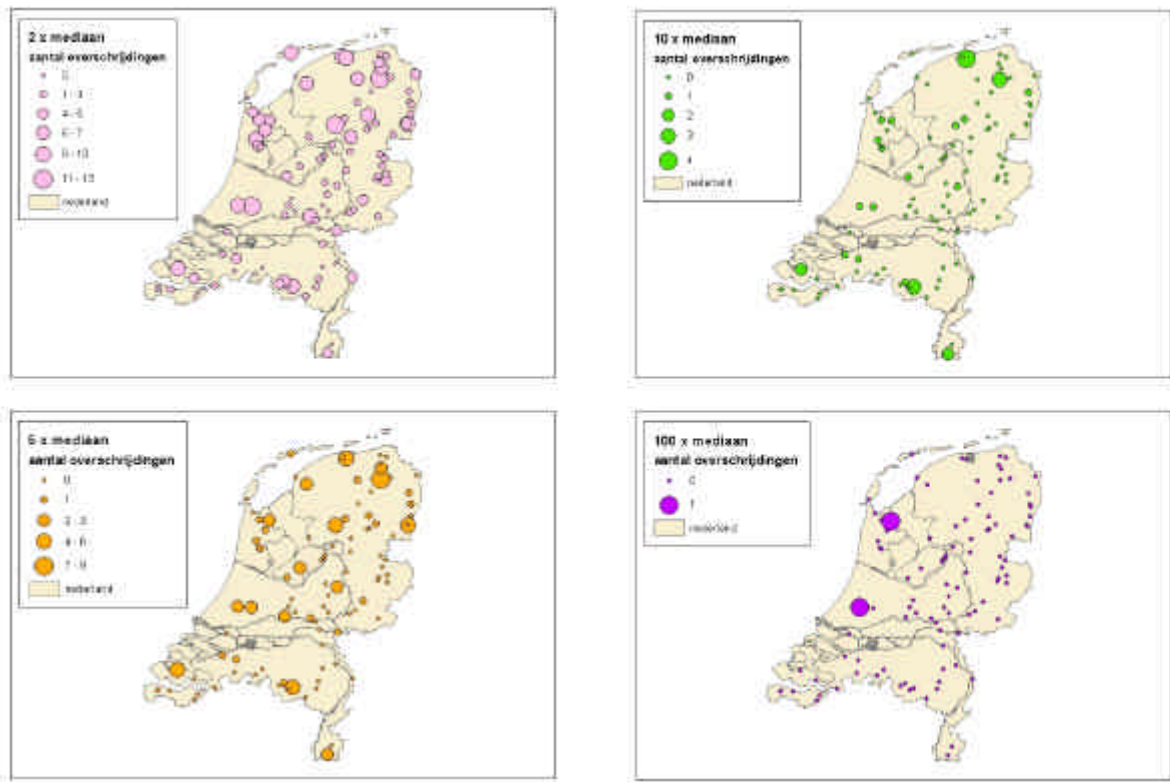 2 x mediaan
aantal overschrijdingen
0
1 - 3
4 - 5
6 - 7
8 - 10
11 - 13
nederland
10 x mediaan
aantal overschrijdingen
0
1
2
3
4
nederland
5 x mediaan
aantal overschrijdingen
0
1
2 - 3
4 - 6
7 - 9
nederland
100 x mediaan
aantal overschrijdingen
0
1
nederland